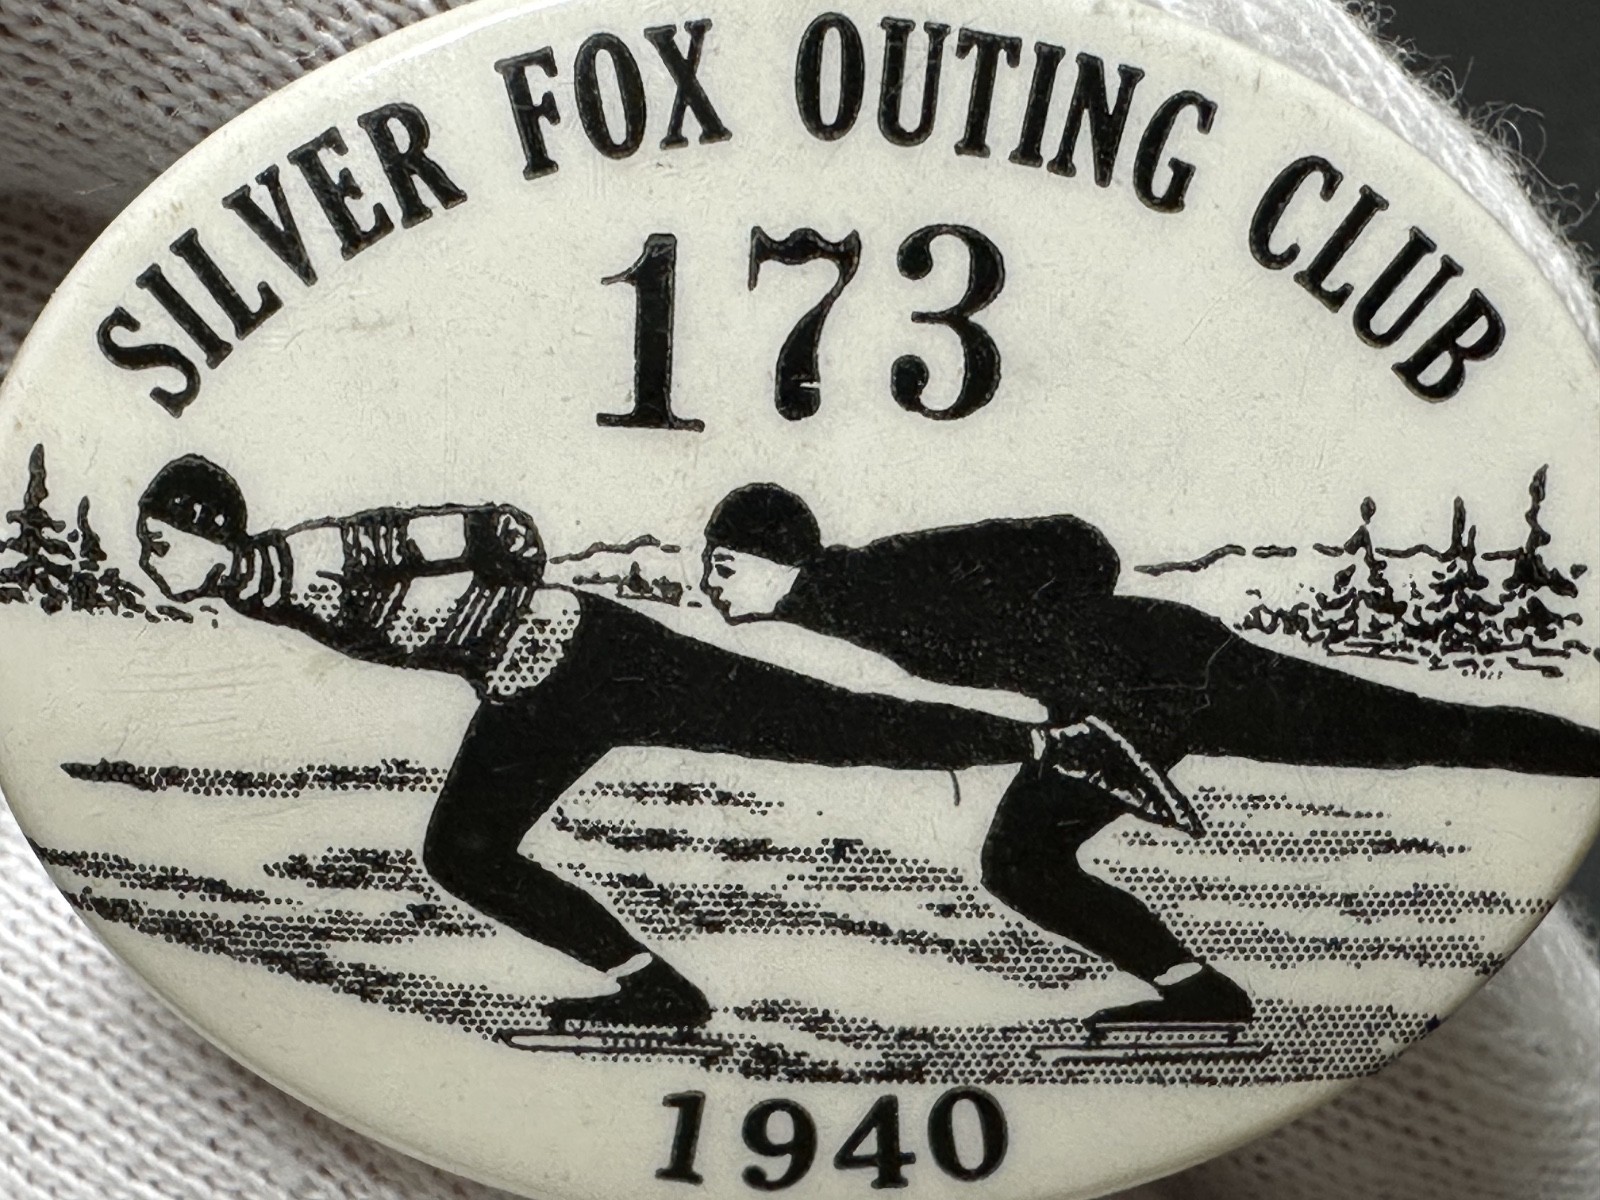 SILVER FOX OUTING CLUB
173
1940